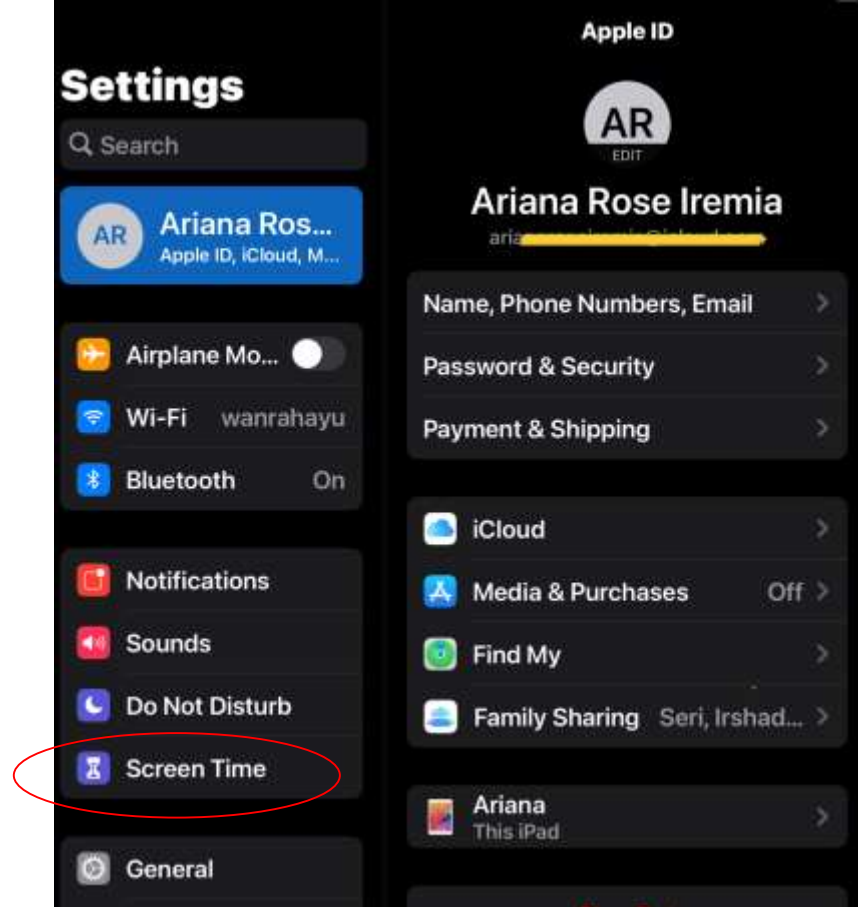 Settings
Search
AR
Ariana Ros...
Apple ID, iCloud, M...
Airplane Mo...
Wi-Fi wanrahayu
Bluetooth On
Notifications
Sounds
Do Not Disturb
Screen Time
General
Apple ID
AR
EDIT
Ariana Rose Iremia
Name, Phone Numbers, Email
Password & Security
Payment & Shipping
iCloud
Media & Purchases Off
Find My
Family Sharing Seri, Irshad...
Ariana
This iPad